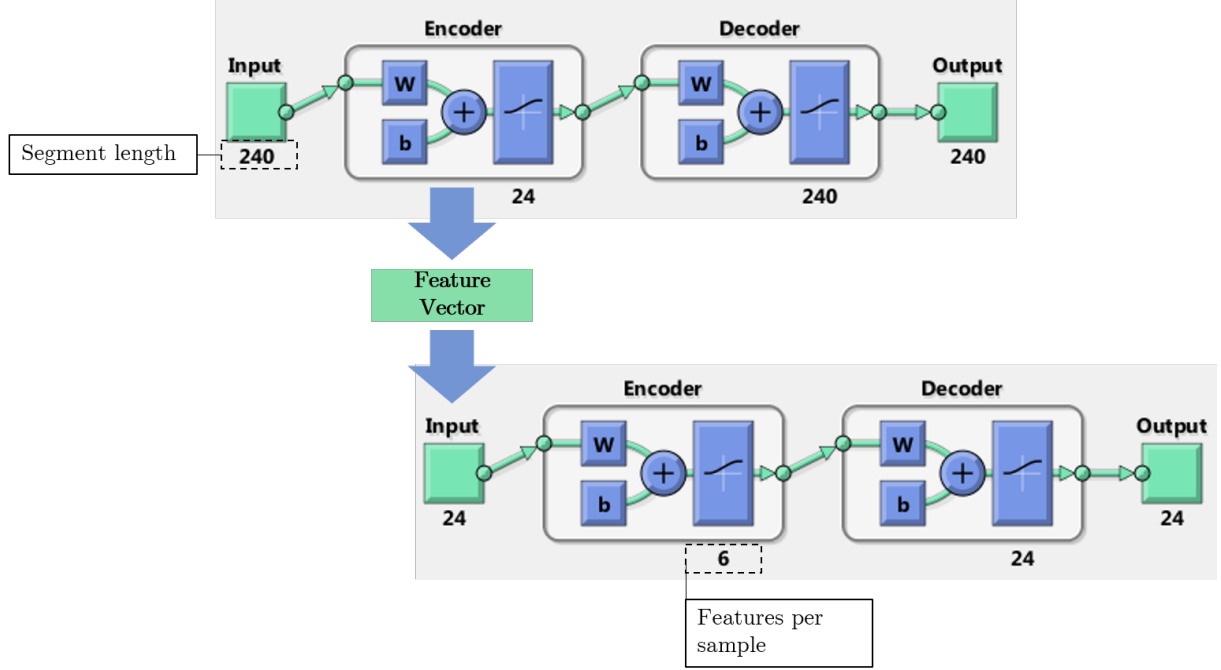 Encoder
Decoder
Input
Output
W
b
+
W
b
+
Segment length
240
24
240
240
Feature
Vector
Encoder
Decoder
Input
Output
W
b
+
W
b
+
24
6
24
24
Features per
sample